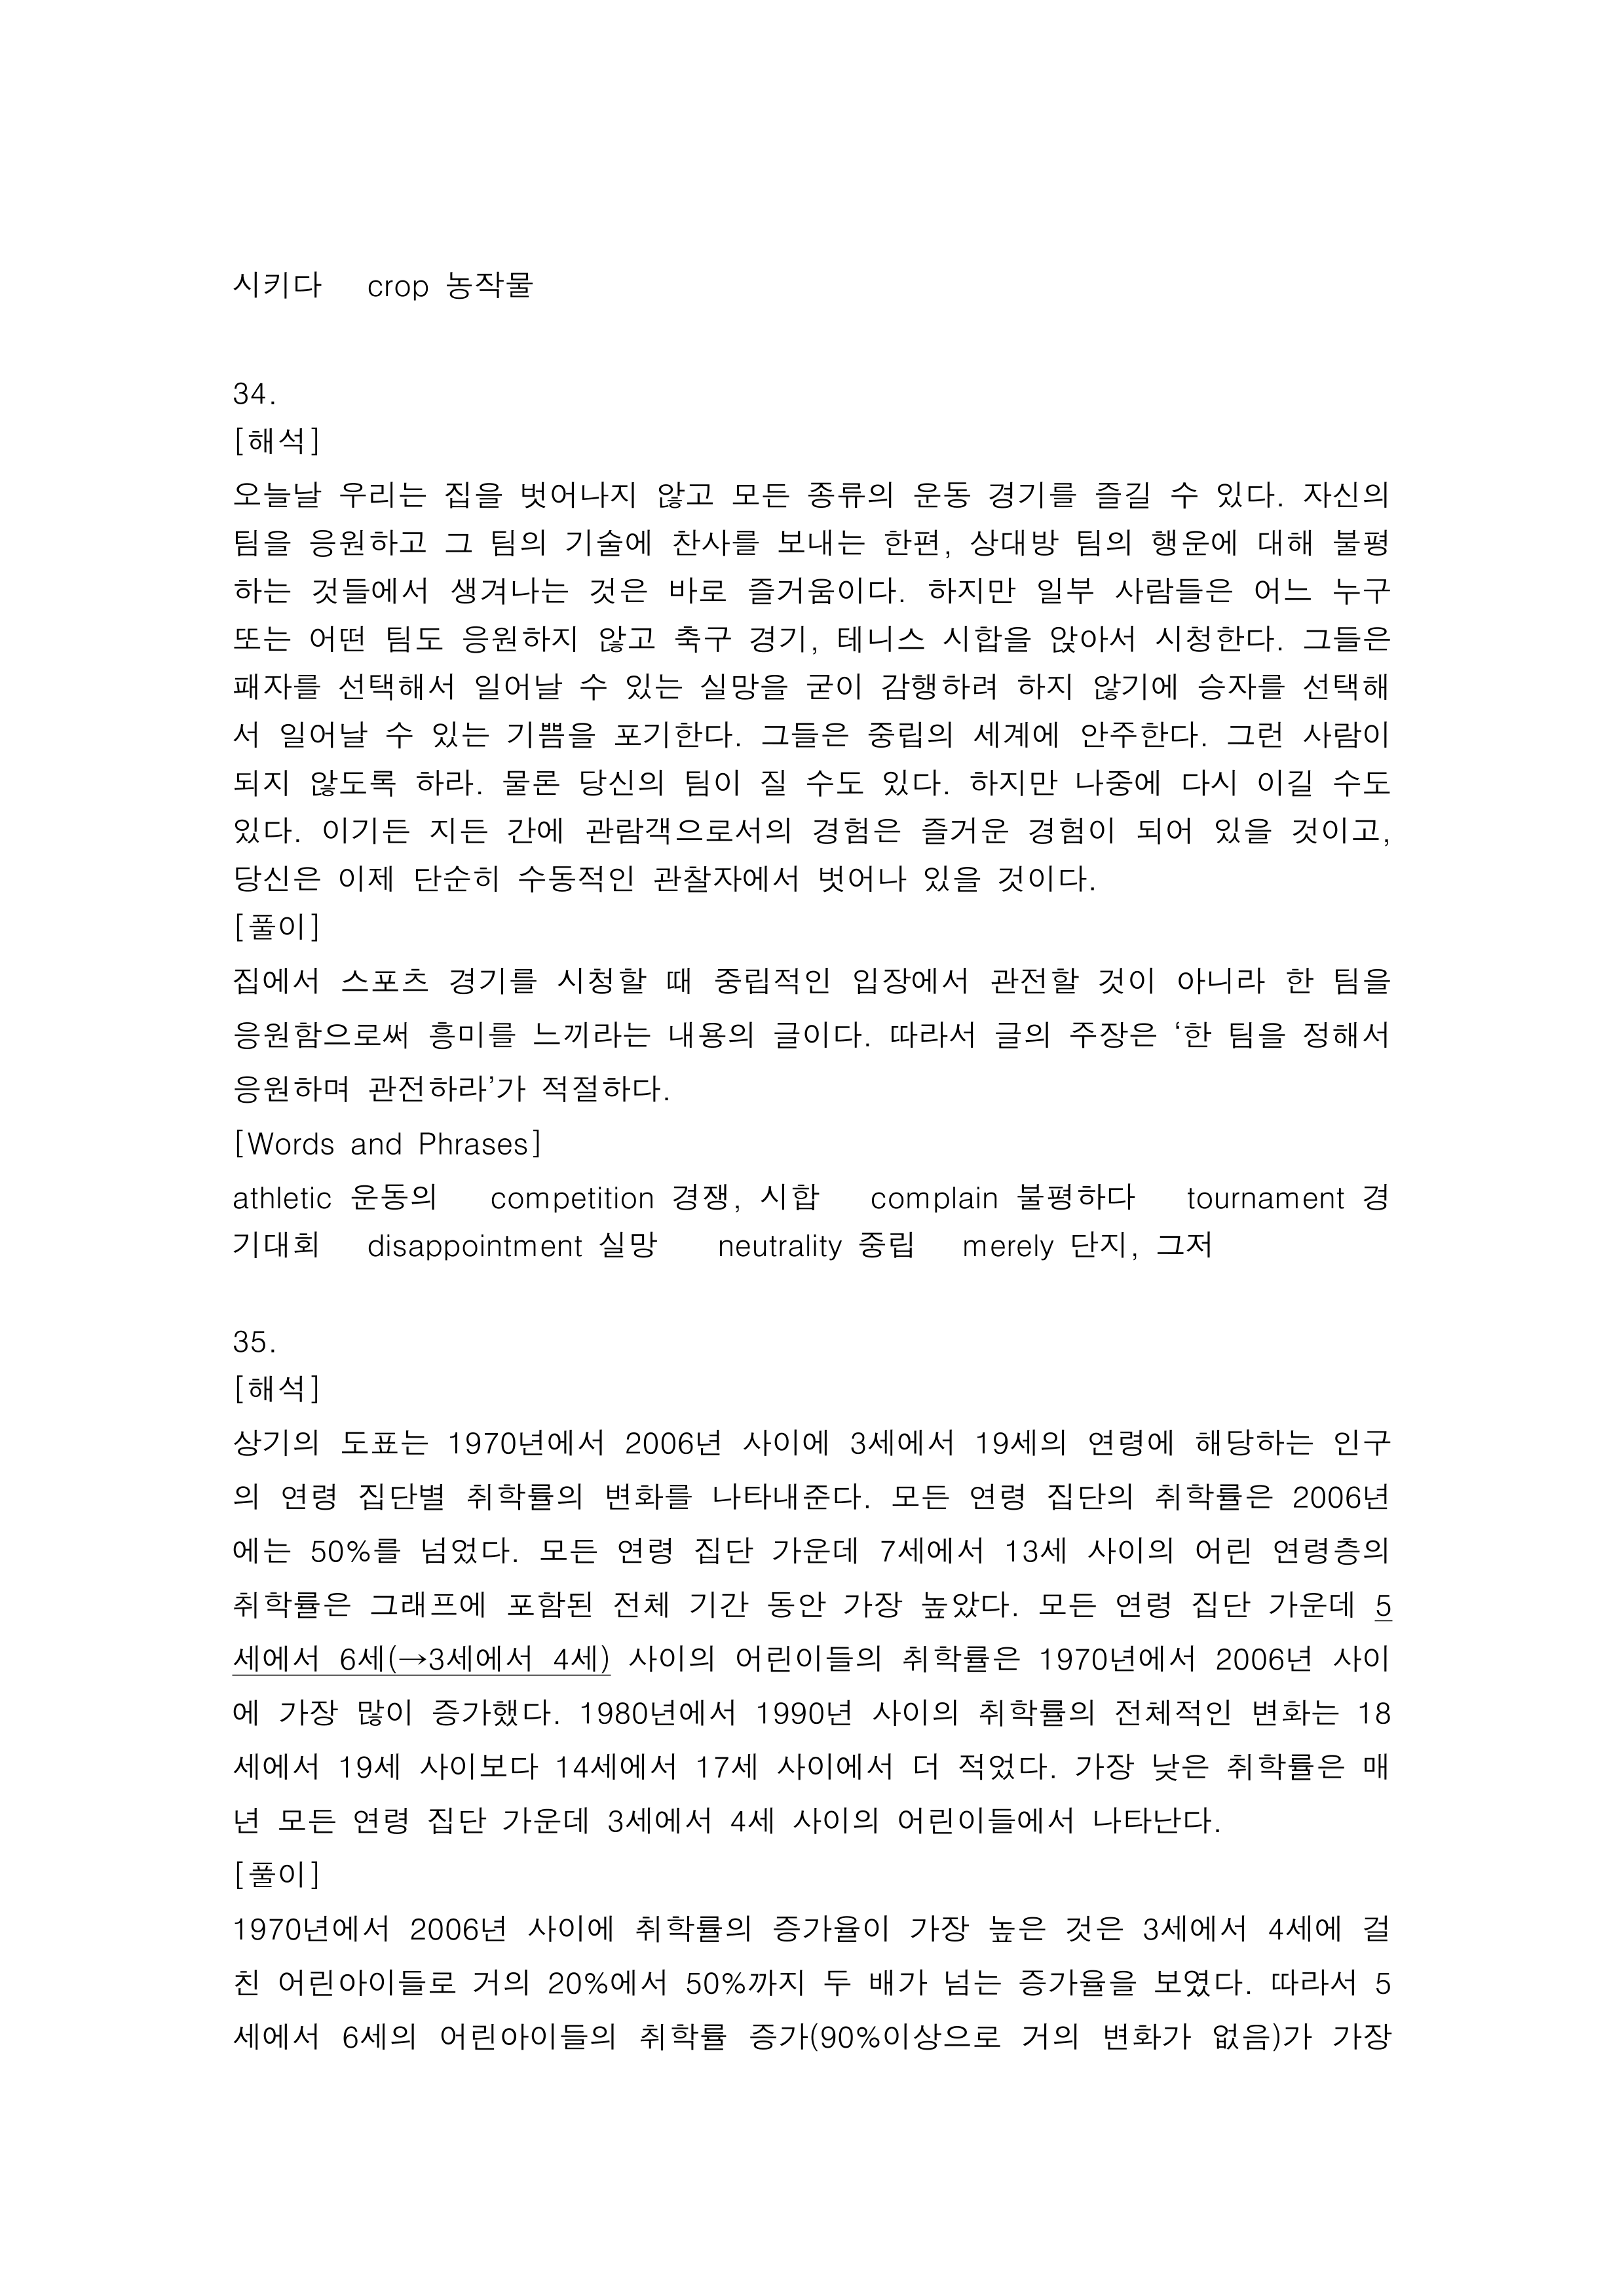 시키다 crop 농작물
34.
[해석]
오늘날 우리는 집을 벗어나지 않고 모든 종류의 운동 경기를 즐길 수 있다. 자신의
팀을 응원하고 그 팀의 기술에 찬사를 보내는 한편, 상대방 팀의 행운에 대해 불평
하는 것들에서 생겨나는 것은 바로 즐거움이다. 하지만 일부 사람들은 어느 누구
또는 어떤 팀도 응원하지 않고 축구 경기, 테니스 시합을 앉아서 시청한다. 그들은
패자를 선택해서 일어날 수 있는 실망을 굳이 감행하려 하지 않기에 승자를 선택해
서 일어날 수 있는 기쁨을 포기한다. 그들은 중립의 세계에 안주한다. 그런 사람이
되지 않도록 하라. 물론 당신의 팀이 질 수도 있다. 하지만 나중에 다시 이길 수도
있다. 이기든 지든 간에 관람객으로서의 경험은 즐거운 경험이 되어 있을 것이고,
당신은 이제 단순히 수동적인 관찰자에서 벗어나 있을 것이다.
[풀이]
집에서 스포츠 경기를 시청할 때 중립적인 입장에서 관전할 것이 아니라 한 팀을
응원함으로써 흥미를 느끼라는 내용의 글이다. 따라서 글의 주장은 ‘한 팀을 정해서
응원하며 관전하라’가 적절하다.
[Words and Phrases]
athletic 운동의 competition 경쟁, 시합 complain 불평하다 tournament 경
기대회 disappointment 실망 neutrality 중립 merely 단지, 그저
35.
[해석]
상기의 도표는 1970년에서 2006년 사이에 3세에서 19세의 연령에 해당하는 인구
의 연령 집단별 취학률의 변화를 나타내준다. 모든 연령 집단의 취학률은 2006년
에는 50%를 넘었다. 모든 연령 집단 가운데 7세에서 13세 사이의 어린 연령층의
취학률은 그래프에 포함된 전체 기간 동안 가장 높았다. 모든 연령 집단 가운데 5
세에서 6세(→3세에서 4세) 사이의 어린이들의 취학률은 1970년에서 2006년 사이
에 가장 많이 증가했다. 1980년에서 1990년 사이의 취학률의 전체적인 변화는 18
세에서 19세 사이보다 14세에서 17세 사이에서 더 적었다. 가장 낮은 취학률은 매
년 모든 연령 집단 가운데 3세에서 4세 사이의 어린이들에서 나타난다.
[풀이]
1970년에서 2006년 사이에 취학률의 증가율이 가장 높은 것은 3세에서 4세에 걸
친 어린아이들로 거의 20%에서 50%까지 두 배가 넘는 증가율을 보였다. 따라서 5
세에서 6세의 어린아이들의 취학률 증가(90%이상으로 거의 변화가 없음)가 가장